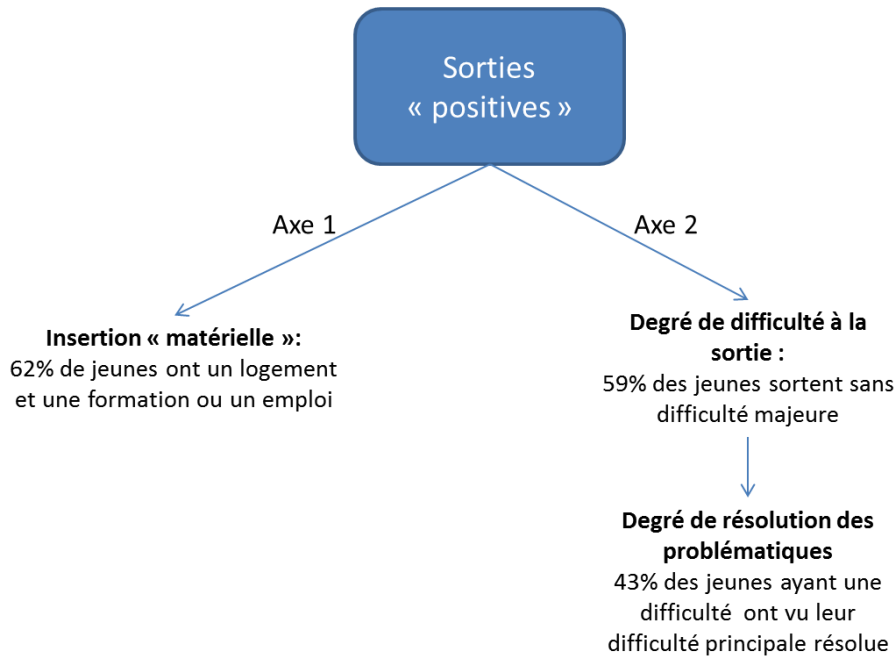 Sorties
« positives »
Axe 1
Axe 2
Insertion « matérielle »:
62% de jeunes ont un logement
et une formation ou un emploi
Degré de difficulté à la
sortie :
59% des jeunes sortent sans
difficulté majeure
Degré de résolution des
problématiques
43% des jeunes ayant une
difficulté ont vu leur
difficulté principale résolue